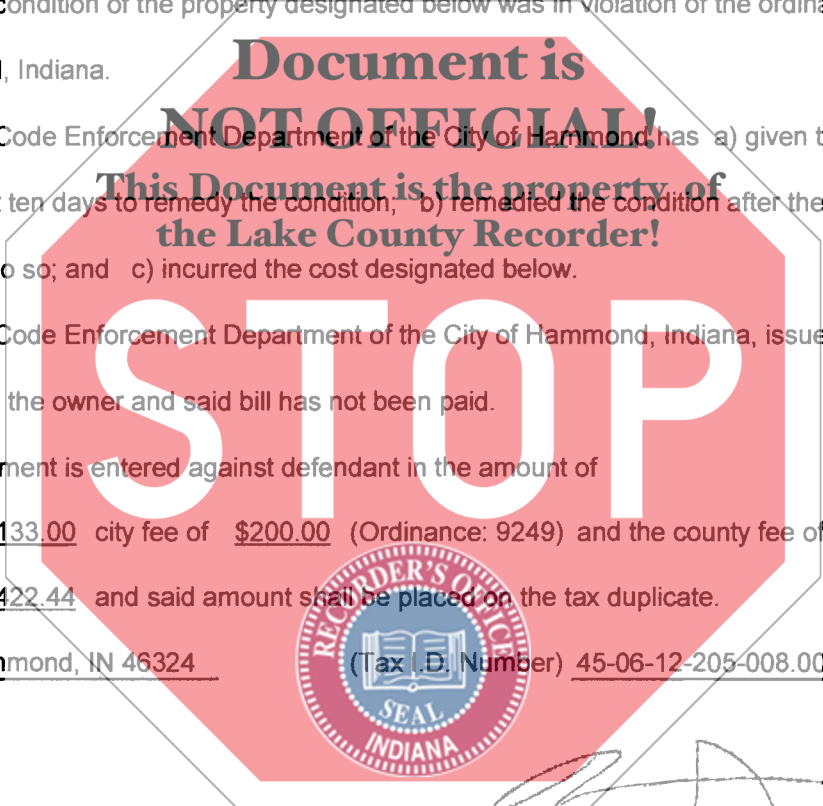 condition of the property designated below was in violation of the ordina
Document is
, Indiana.
NOT OFFICIAL!
Code Enforcement Department of the City of Hammond has a) given t
This Document is the property of
ten days to remedy the condition; b) remedied the condition after the
the Lake County Recorder!
o so; and c) incurred the cost designated below.
STOP
Code Enforcement Department of the City of Hammond, Indiana, issue
the owner and said bill has not been paid.
ment is entered against defendant in the amount of
133.00 city fee of $200.00 (Ordinance: 9249) and the county fee of
422.44 and said amount shall be placed on the tax duplicate.
mmond, IN 46324 (Tax I.D. Number) 45-06-12-205-008.00
RECORDER'S OFFICE
SEAL
INDIANA